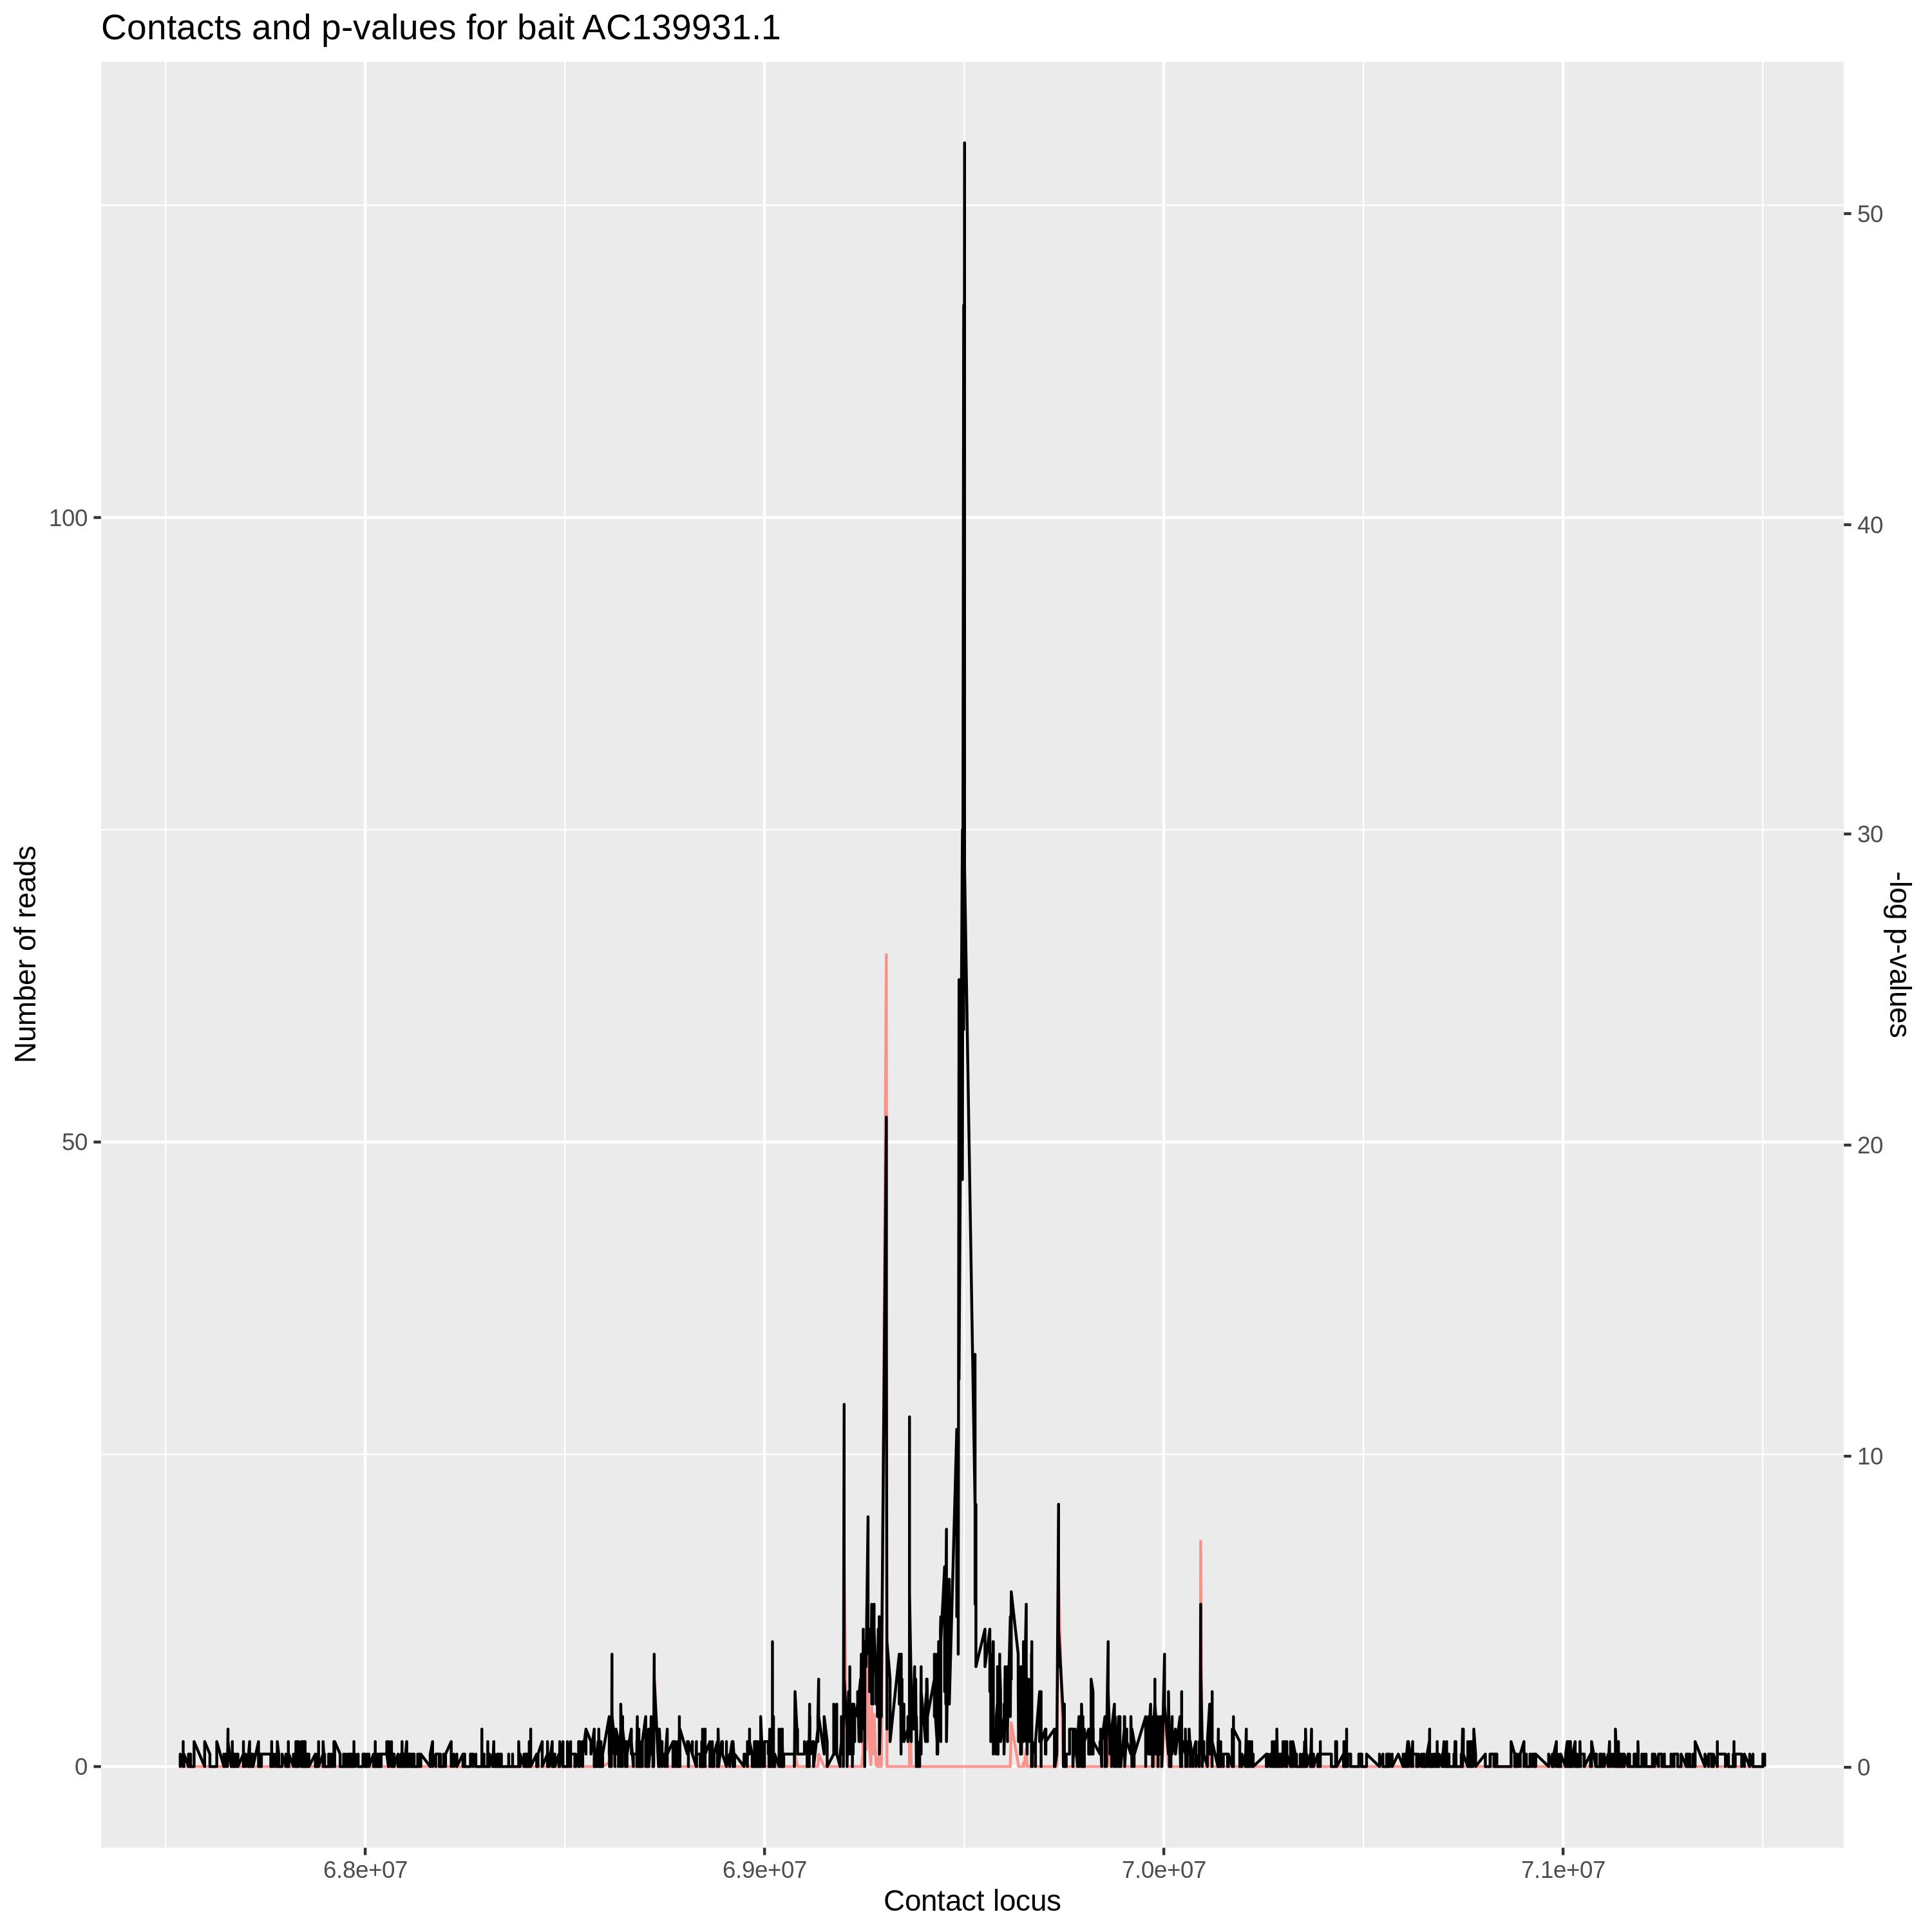 Contacts and p-values for bait AC139931.1
Number of reads
100
50
0
50
40
30
20
10
0
-log p-values
6.8e+07
6.9e+07
7.0e+07
7.1e+07
Contact locus